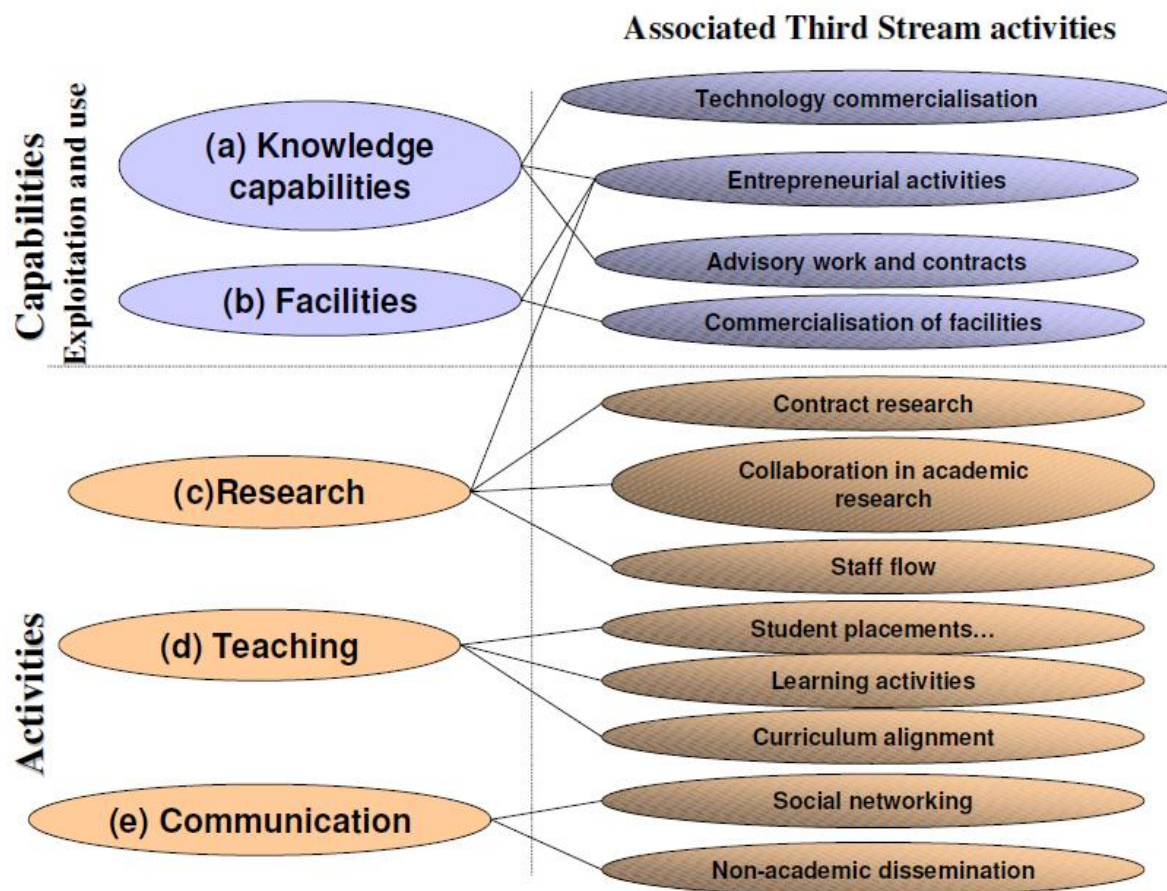 Associated Third Stream activities
Capabilities
Exploitation and use
(a) Knowledge
capabilities
(b) Facilities
Technology commercialisation
Entrepreneurial activities
Advisory work and contracts
Commercialisation of facilities
Activities
(c)Research
(d) Teaching
(e) Communication
Contract research
Collaboration in academic
research
Staff flow
Student placements…
Learning activities
Curriculum alignment
Social networking
Non-academic dissemination